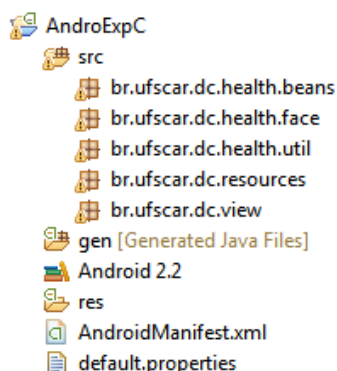 AndroExpC
src
br.ufscar.dc.health.beans
br.ufscar.dc.health.face
br.ufscar.dc.health.util
br.ufscar.dc.resources
br.ufscar.dc.view
gen [Generated Java Files]
Android 2.2
res
AndroidManifest.xml
default.properties